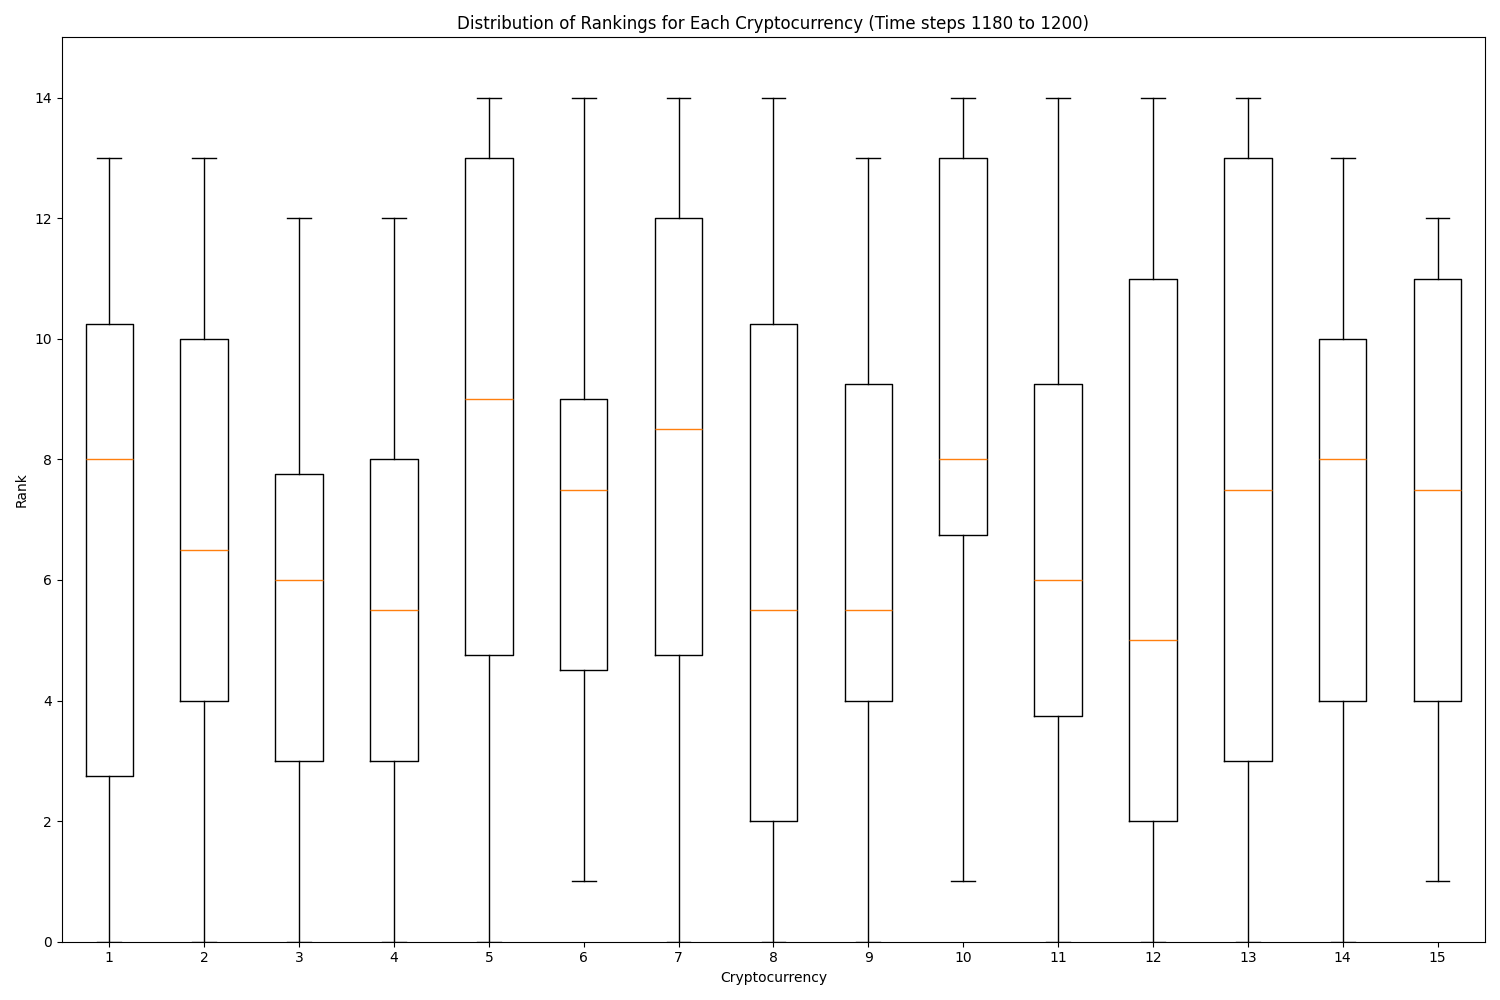 Distribution of Rankings for Each Cryptocurrency (Time steps 1180 to 1200)
14
12
10
8
6
4
2
0
Rank
1 2 3 4 5 6 7 8 9 10 11 12 13 14 15
Cryptocurrency